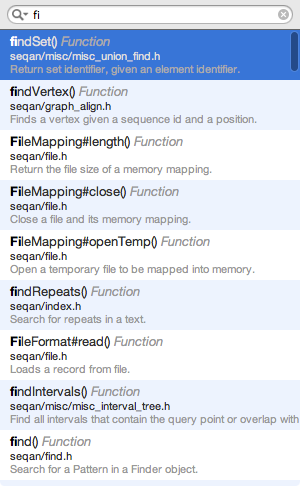 fi
findSet() Function
seqan/misc/misc_union_find.h
Return set identifier, given an element identifier.
findVertex() Function
seqan/graph_align.h
Finds a vertex given a sequence id and a position.
FileMapping#length() Function
seqan/file.h
Return the file size of a memory mapping.
FileMapping#close() Function
seqan/file.h
Close a file and its memory mapping.
FileMapping#openTemp() Function
seqan/file.h
Open a temporary file to be mapped into memory.
findRepeats() Function
seqan/index.h
Search for repeats in a text.
FileFormat#read() Function
seqan/file.h
Loads a record from file.
findIntervals() Function
seqan/misc/misc_interval_tree.h
Find all intervals that contain the query point or overlap with
find() Function
seqan/find.h
Search for a Pattern in a Finder object.